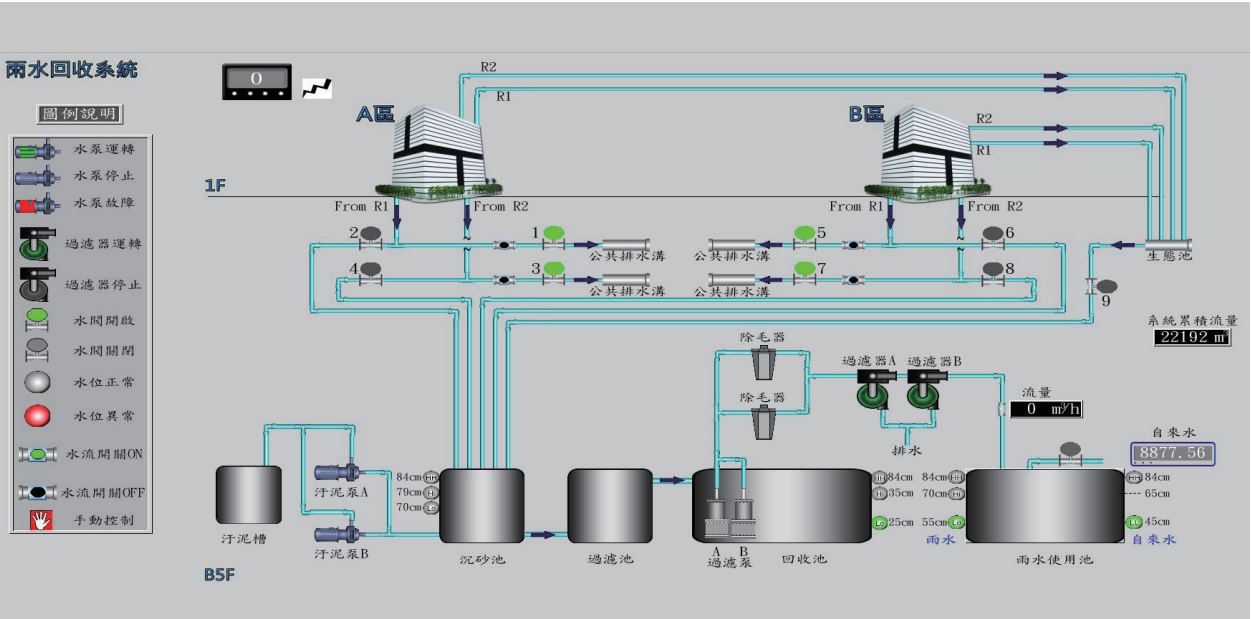 雨水回收系統
圖例說明
水泵運轉
水泵停止
水泵故障
過濾器運轉
過濾器停止
水閥開啟
水閥關閉
水位正常
水位異常
水流開關ON
水流開關OFF
手動控制
0
A區
B區
R2
R1
R2
R1
1F
From R1
From R2
From R1
From R2
2
1
5
6
公共排水溝
公共排水溝
生態池
4
3
7
8
公共排水溝
公共排水溝
9
系統累積流量
22192 m³
除毛器
過濾器A
過濾器B
除毛器
流量
0 m³/h
排水
自來水
8877.56
汙泥泵A
84cm HH
79cm Hi
70cm Lo
HH 84cm
Hi 35cm
Lo 25cm
84cm HH
70cm Hi
55cm Lo
HH 84cm
65cm
45cm
雨水
自來水
汙泥槽
汙泥泵B
沉砂池
過濾池
A
B
過濾泵
回收池
雨水使用池
B5F